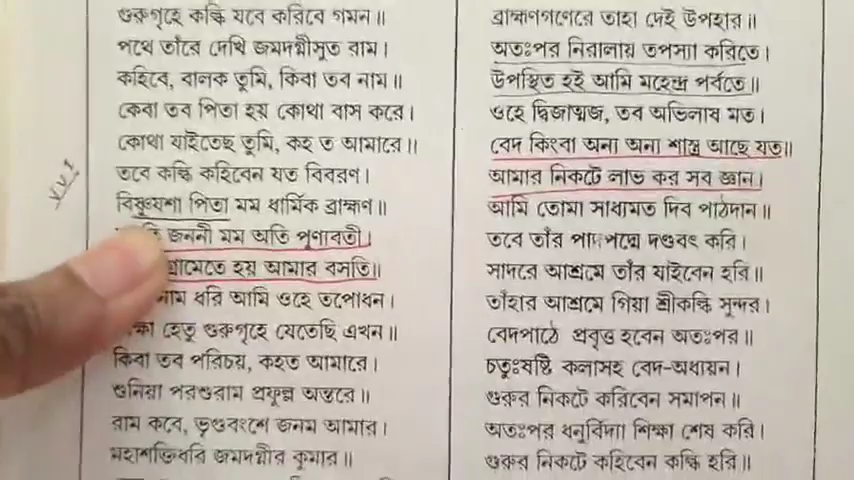 গুরুগৃহে কল্কি যবে করিবে গমন॥
পথে তাঁরে দেখি জমদগ্নীসুত রাম।
কহিবে, বালক তুমি, কিবা তব নাম॥
কেবা তব পিতা হয় কোথা বাস করে।
কোথা যাইতেছ তুমি, কহ ত আমারে॥
তবে কল্কি কহিবেন যত বিবরণ।
বিষ্ণুযশা পিতা মম ধার্মিক ব্রাহ্মণ॥
জননী মম অতি পূণ্যবতী।
গ্রামেতে হয় আমার বসতি॥
নাম ধরি আমি ওহে তপোধন।
হেতু গুরুগৃহে যেতেছি এখন॥
কিবা তব পরিচয়, কহত আমারে।
শুনিয়া পরশুরাম প্রফুল্ল অন্তরে॥
রাম কবে, ভৃগুবংশে জনম আমার।
মহাশক্তিধরি জমদগ্নীর কুমার॥
ব্রাহ্মণগণেরে তাহা দেই উপহার॥
অতঃপর নিরালায় তপস্যা করিতে।
উপস্থিত হই আমি মহেন্দ্র পর্বতে॥
ওহে দ্বিজাত্মজ, তব অভিলাষ মত।
বেদ কিংবা অন্য অন্য শাস্ত্র আছে যত॥
আমার নিকটে লাভ কর সব জ্ঞান।
আমি তোমা সাধ্যমত দিব পাঠদান॥
তবে তাঁর পাদপদ্মে দণ্ডবৎ করি।
সাদরে আশ্রমে তাঁর যাইবেন হরি॥
তাঁহার আশ্রমে গিয়া শ্রীকল্কি সুন্দর।
বেদপাঠে প্রবৃত্ত হবেন অতঃপর॥
চতুঃষষ্টি কলাসহ বেদ-অধ্যয়ন।
গুরুর নিকটে করিবেন সমাপন॥
অতঃপর ধনুর্বিদ্যা শিক্ষা শেষ করি।
গুরুর নিকটে কহিবেন কল্কি হরি॥